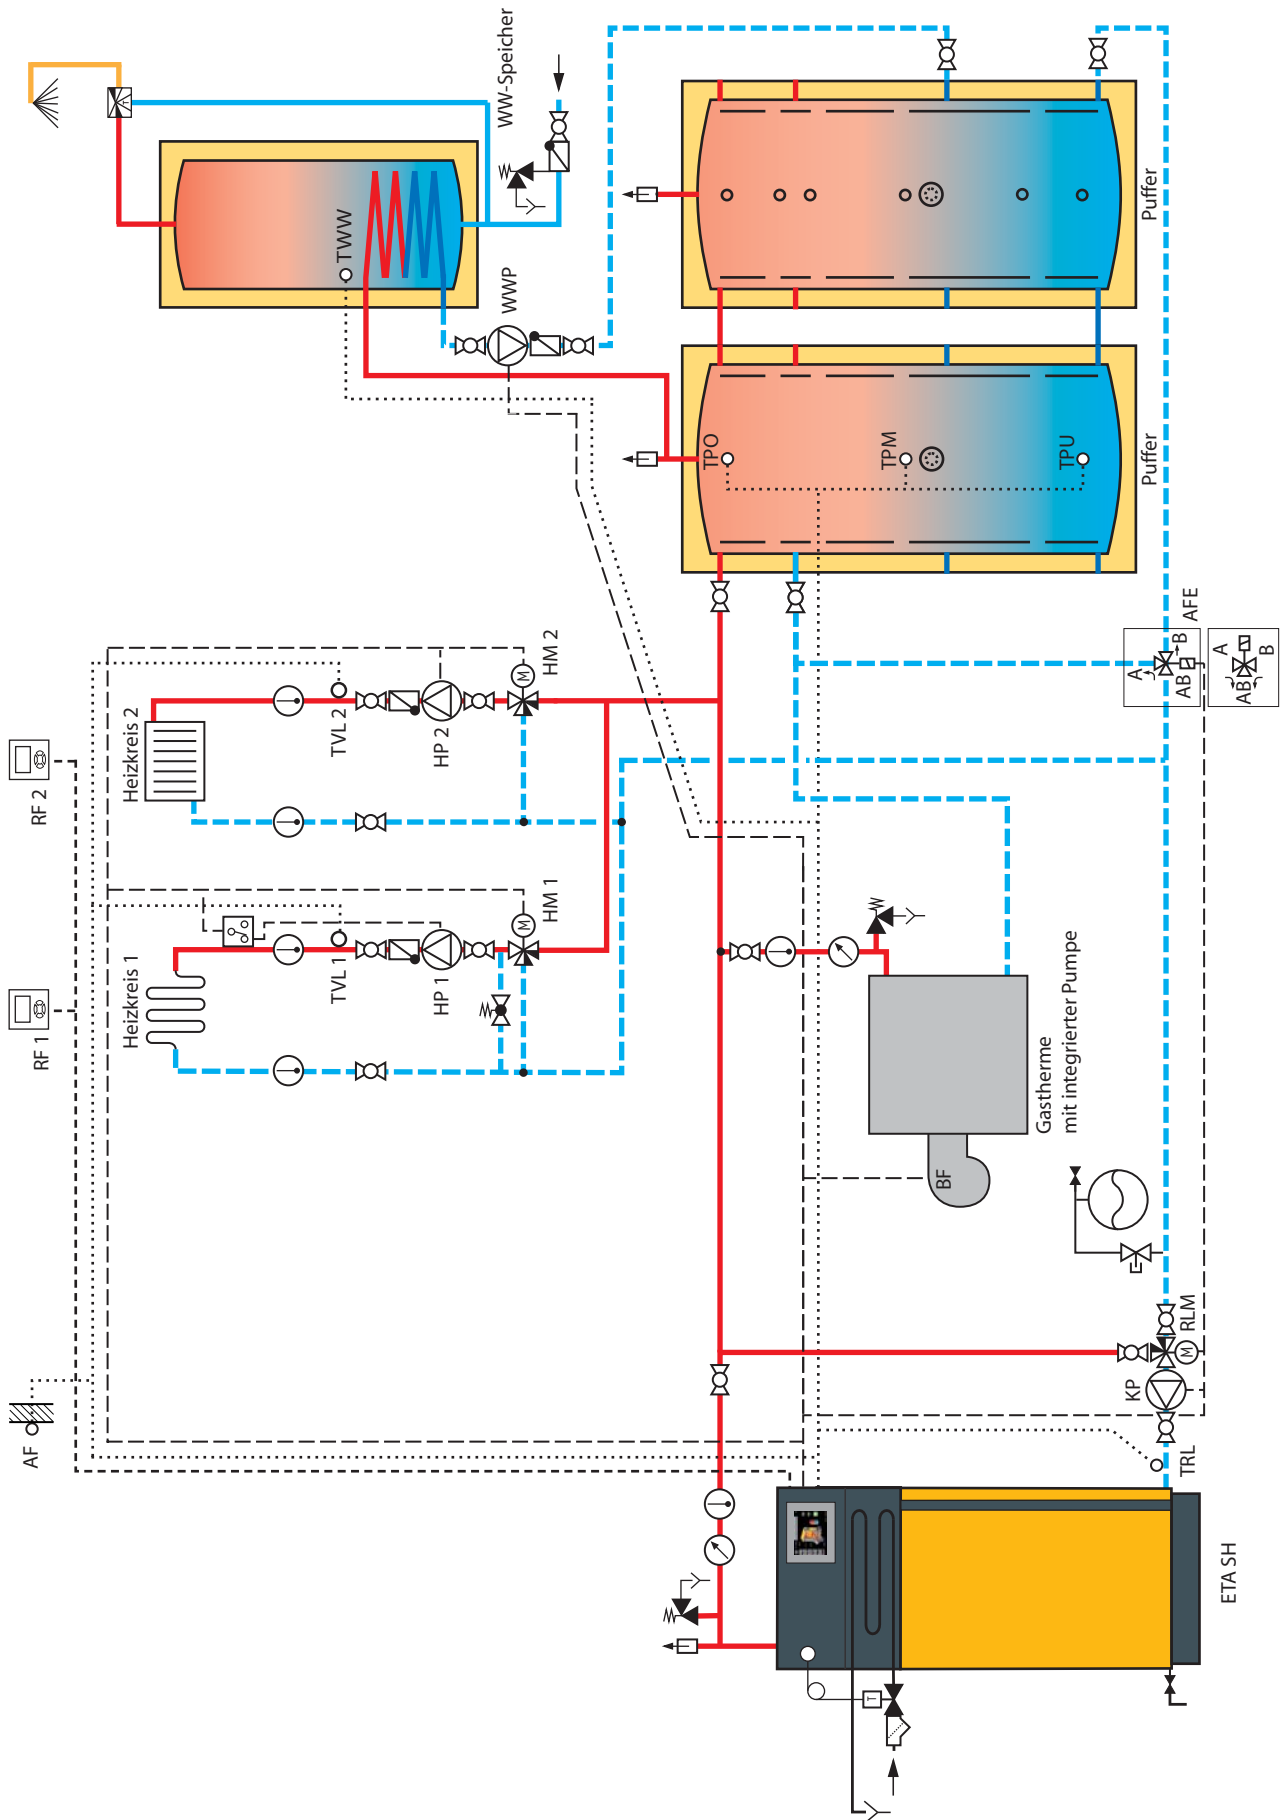 WW-Speicher
TWW
WWP
Puffer
TPO
TPM
TPU
Puffer
AFE
A
B
AB
A
B
AB
HM 2
M
TVL 2
HP 2
Heizkreis 2
RF 2
HM 1
M
TVL 1
HP 1
Heizkreis 1
RF 1
Gastherme
mit integrierter Pumpe
BF
RLM
M
KP
TRL
AF
ETA SH
T